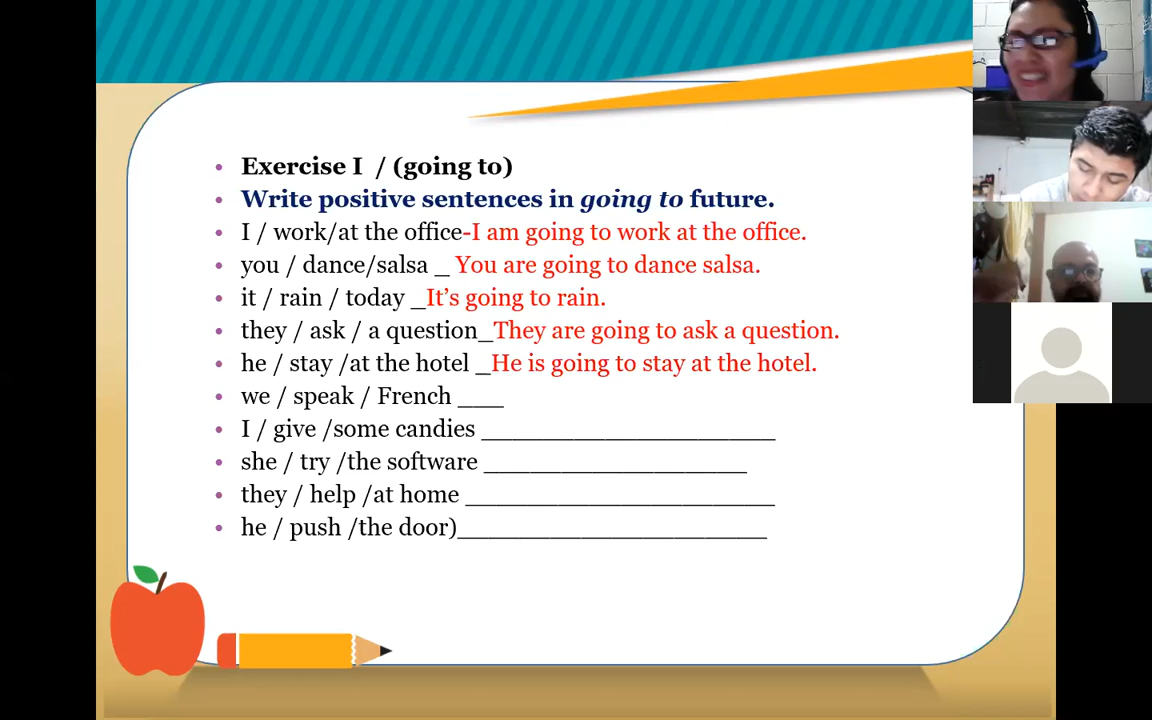 Exercise I / (going to)
Write positive sentences in going to future.
I / work/at the office-I am going to work at the office.
you / dance/salsa _ You are going to dance salsa.
it / rain / today _It's going to rain.
they / ask / a question_They are going to ask a question.
he / stay /at the hotel _He is going to stay at the hotel.
we / speak / French ___
I / give /some candies ___________________
she / try /the software _________________
they / help /at home ____________________
he / push /the door)____________________